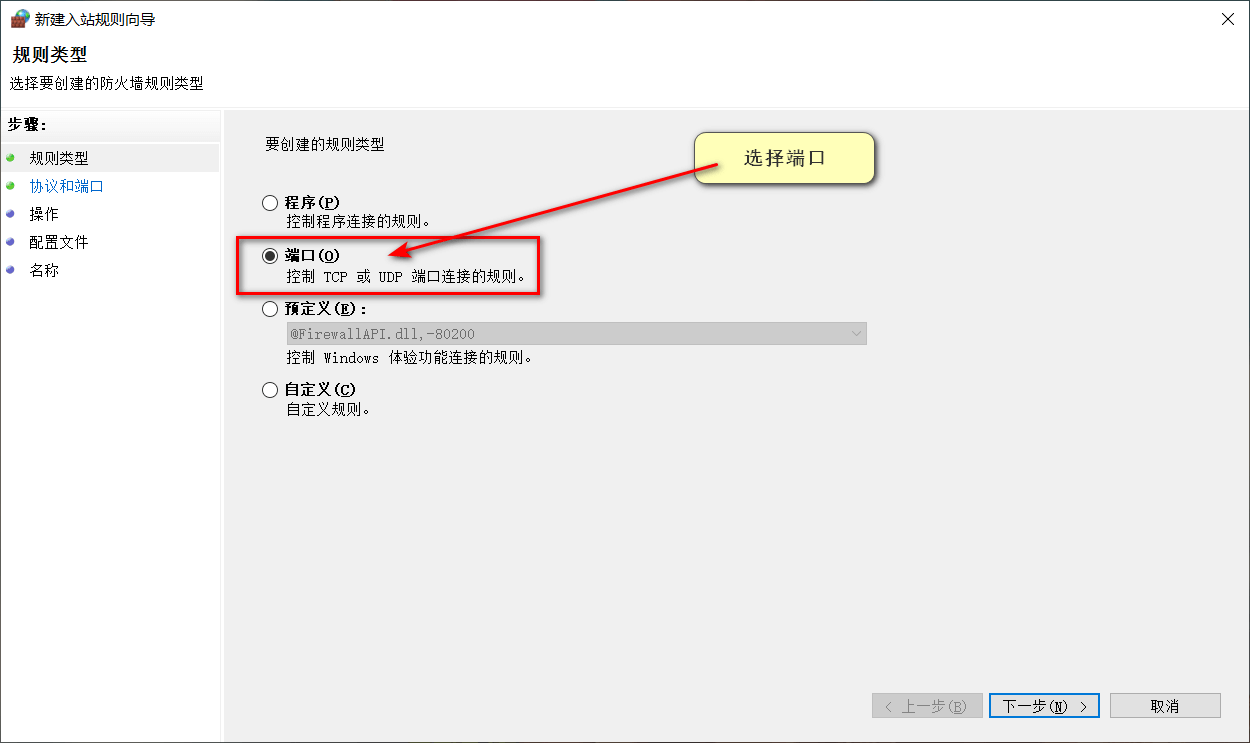 新建入站规则向导
规则类型
选择要创建的防火墙规则类型
步骤:
规则类型
协议和端口
操作
配置文件
名称
要创建的规则类型
选择端口
程序(P)
控制程序连接的规则。
端口(O)
控制 TCP 或 UDP 端口连接的规则。
预定义(E):
@FirewallAPI.dll,-80200
控制 Windows 体验功能连接的规则。
自定义(C)
自定义规则。
< 上一步(B)
下一步(N) >
取消